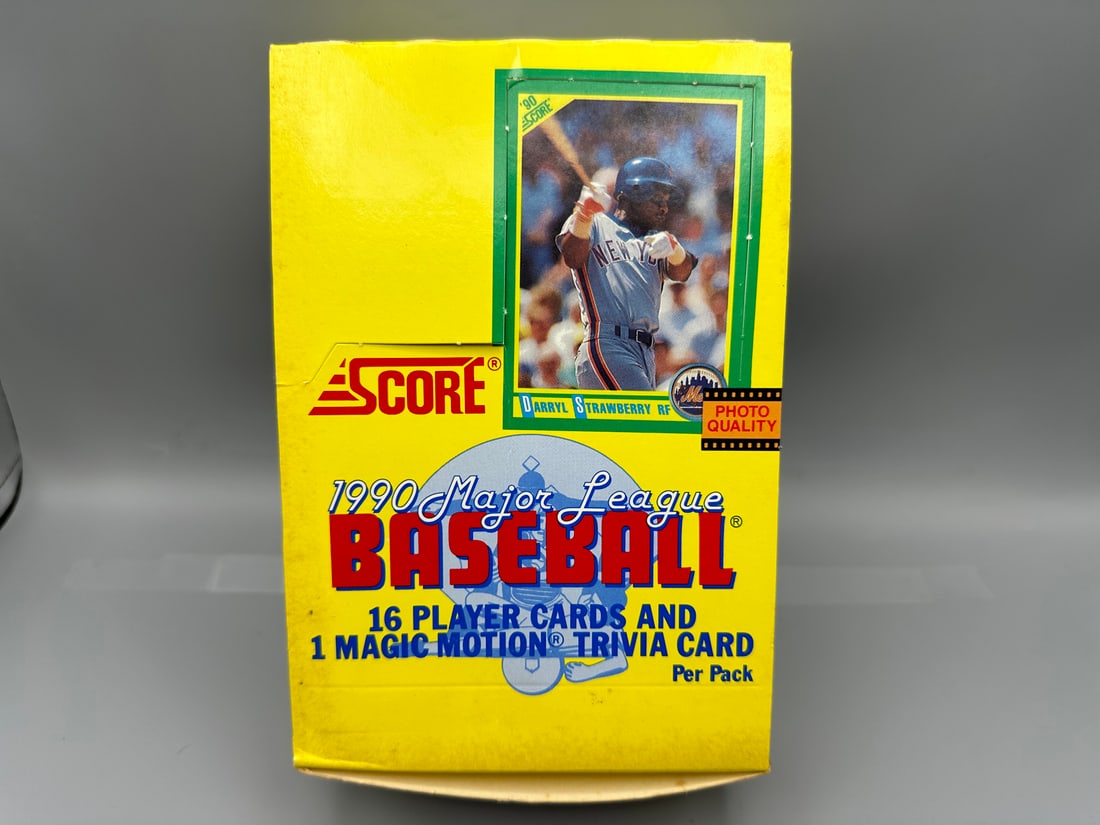 '90
SCORE
NEW YO
DARRYL STRAWBERRY RF
Mets
PHOTO
QUALITY
SCORE®
1990 Major League
BASEBALL®
16 PLAYER CARDS AND
1 MAGIC MOTION® TRIVIA CARD
Per Pack